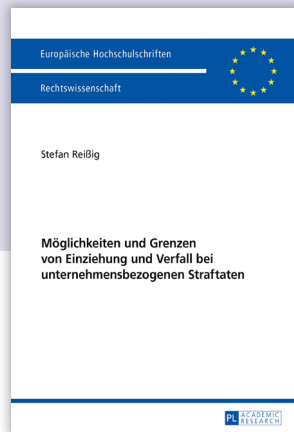 Europäische Hochschulschriften
Rechtswissenschaft
Stefan Reißig
Möglichkeiten und Grenzen
von Einziehung und Verfall bei
unternehmensbezogenen Straftaten
PL ACADEMIC
RESEARCH